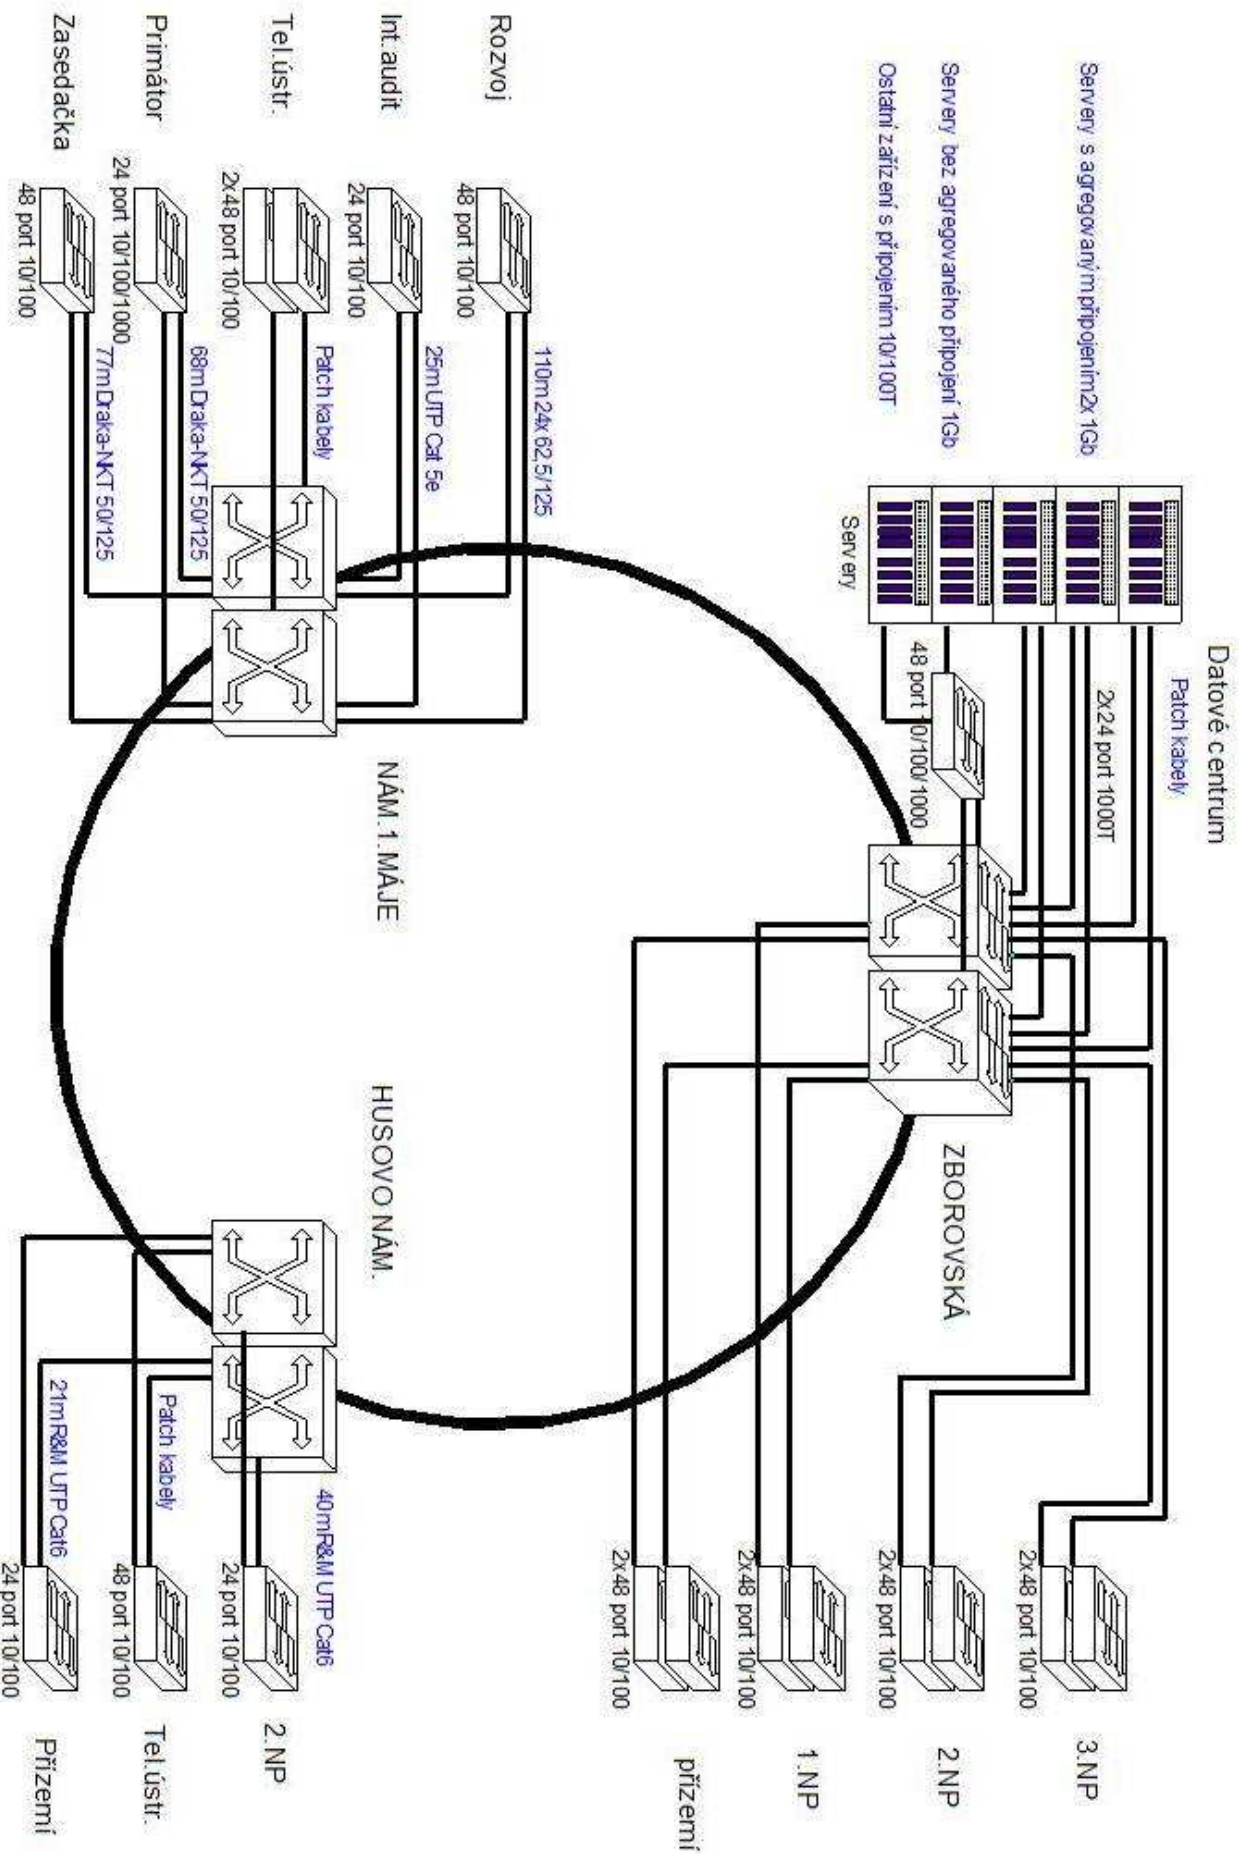 Datové centrum
Patch kabely
2x24 port 1000T
Servery s agregovaným připojením 2x 1Gb
Servery bez agregovaného připojení 1Gb
Ostatní zařízení s připojením 10/100T
Servery
48 port 10/100/1000
ZBOROVSKÁ
3.NP
2x48 port 10/100
2.NP
2x48 port 10/100
1.NP
2x48 port 10/100
přízemí
2x48 port 10/100
Rozvoj
48 port 10/100
110m 24x 62,5/125
Int.audit
24 port 10/100
25m UTP Cat 5e
Tel.ústr.
2x48 port 10/100
Patch kabely
Primátor
24 port 10/100/1000
68m Draka-NKT 50/125
Zasedačka
48 port 10/100
77m Draka-NKT 50/125
NÁM.1.MÁJE
HUSOVO NÁM.
40m R&M UTP Cat6
24 port 10/100
2.NP
Patch kabely
48 port 10/100
Tel.ústr.
21m R&M UTP Cat6
24 port 10/100
Přízemí